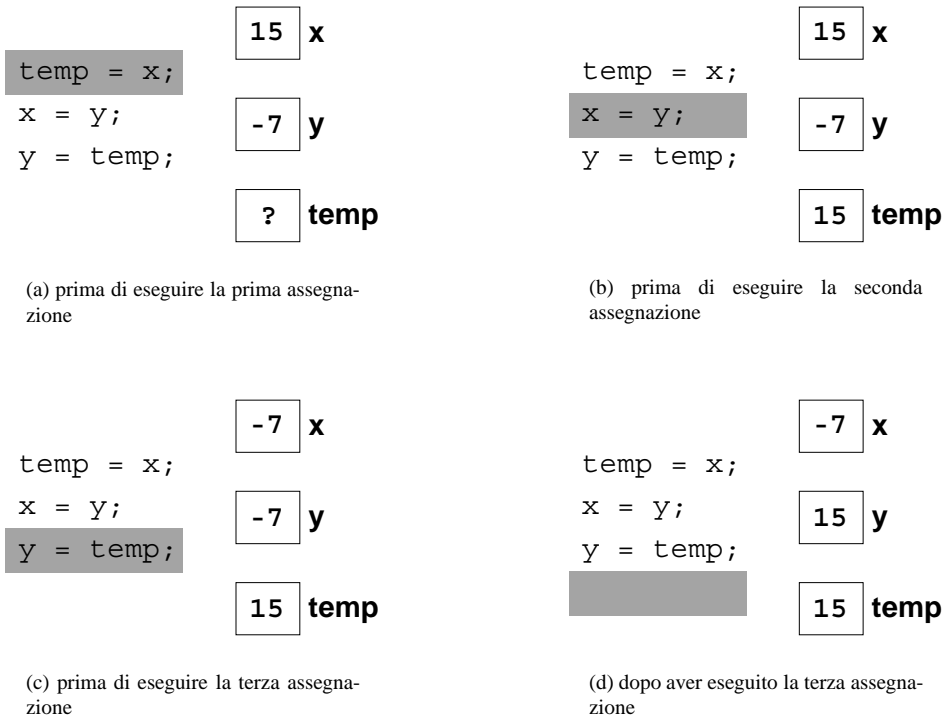 temp = x;
x = y;
y = temp;
15 x
-7 y
? temp
(a) prima di eseguire la prima assegna-
zione
temp = x;
x = y;
y = temp;
15 x
-7 y
15 temp
(b) prima di eseguire la seconda
assegnazione
temp = x;
x = y;
y = temp;
-7 x
-7 y
15 temp
(c) prima di eseguire la terza assegna-
zione
temp = x;
x = y;
y = temp;
-7 x
15 y
15 temp
(d) dopo aver eseguito la terza assegna-
zione